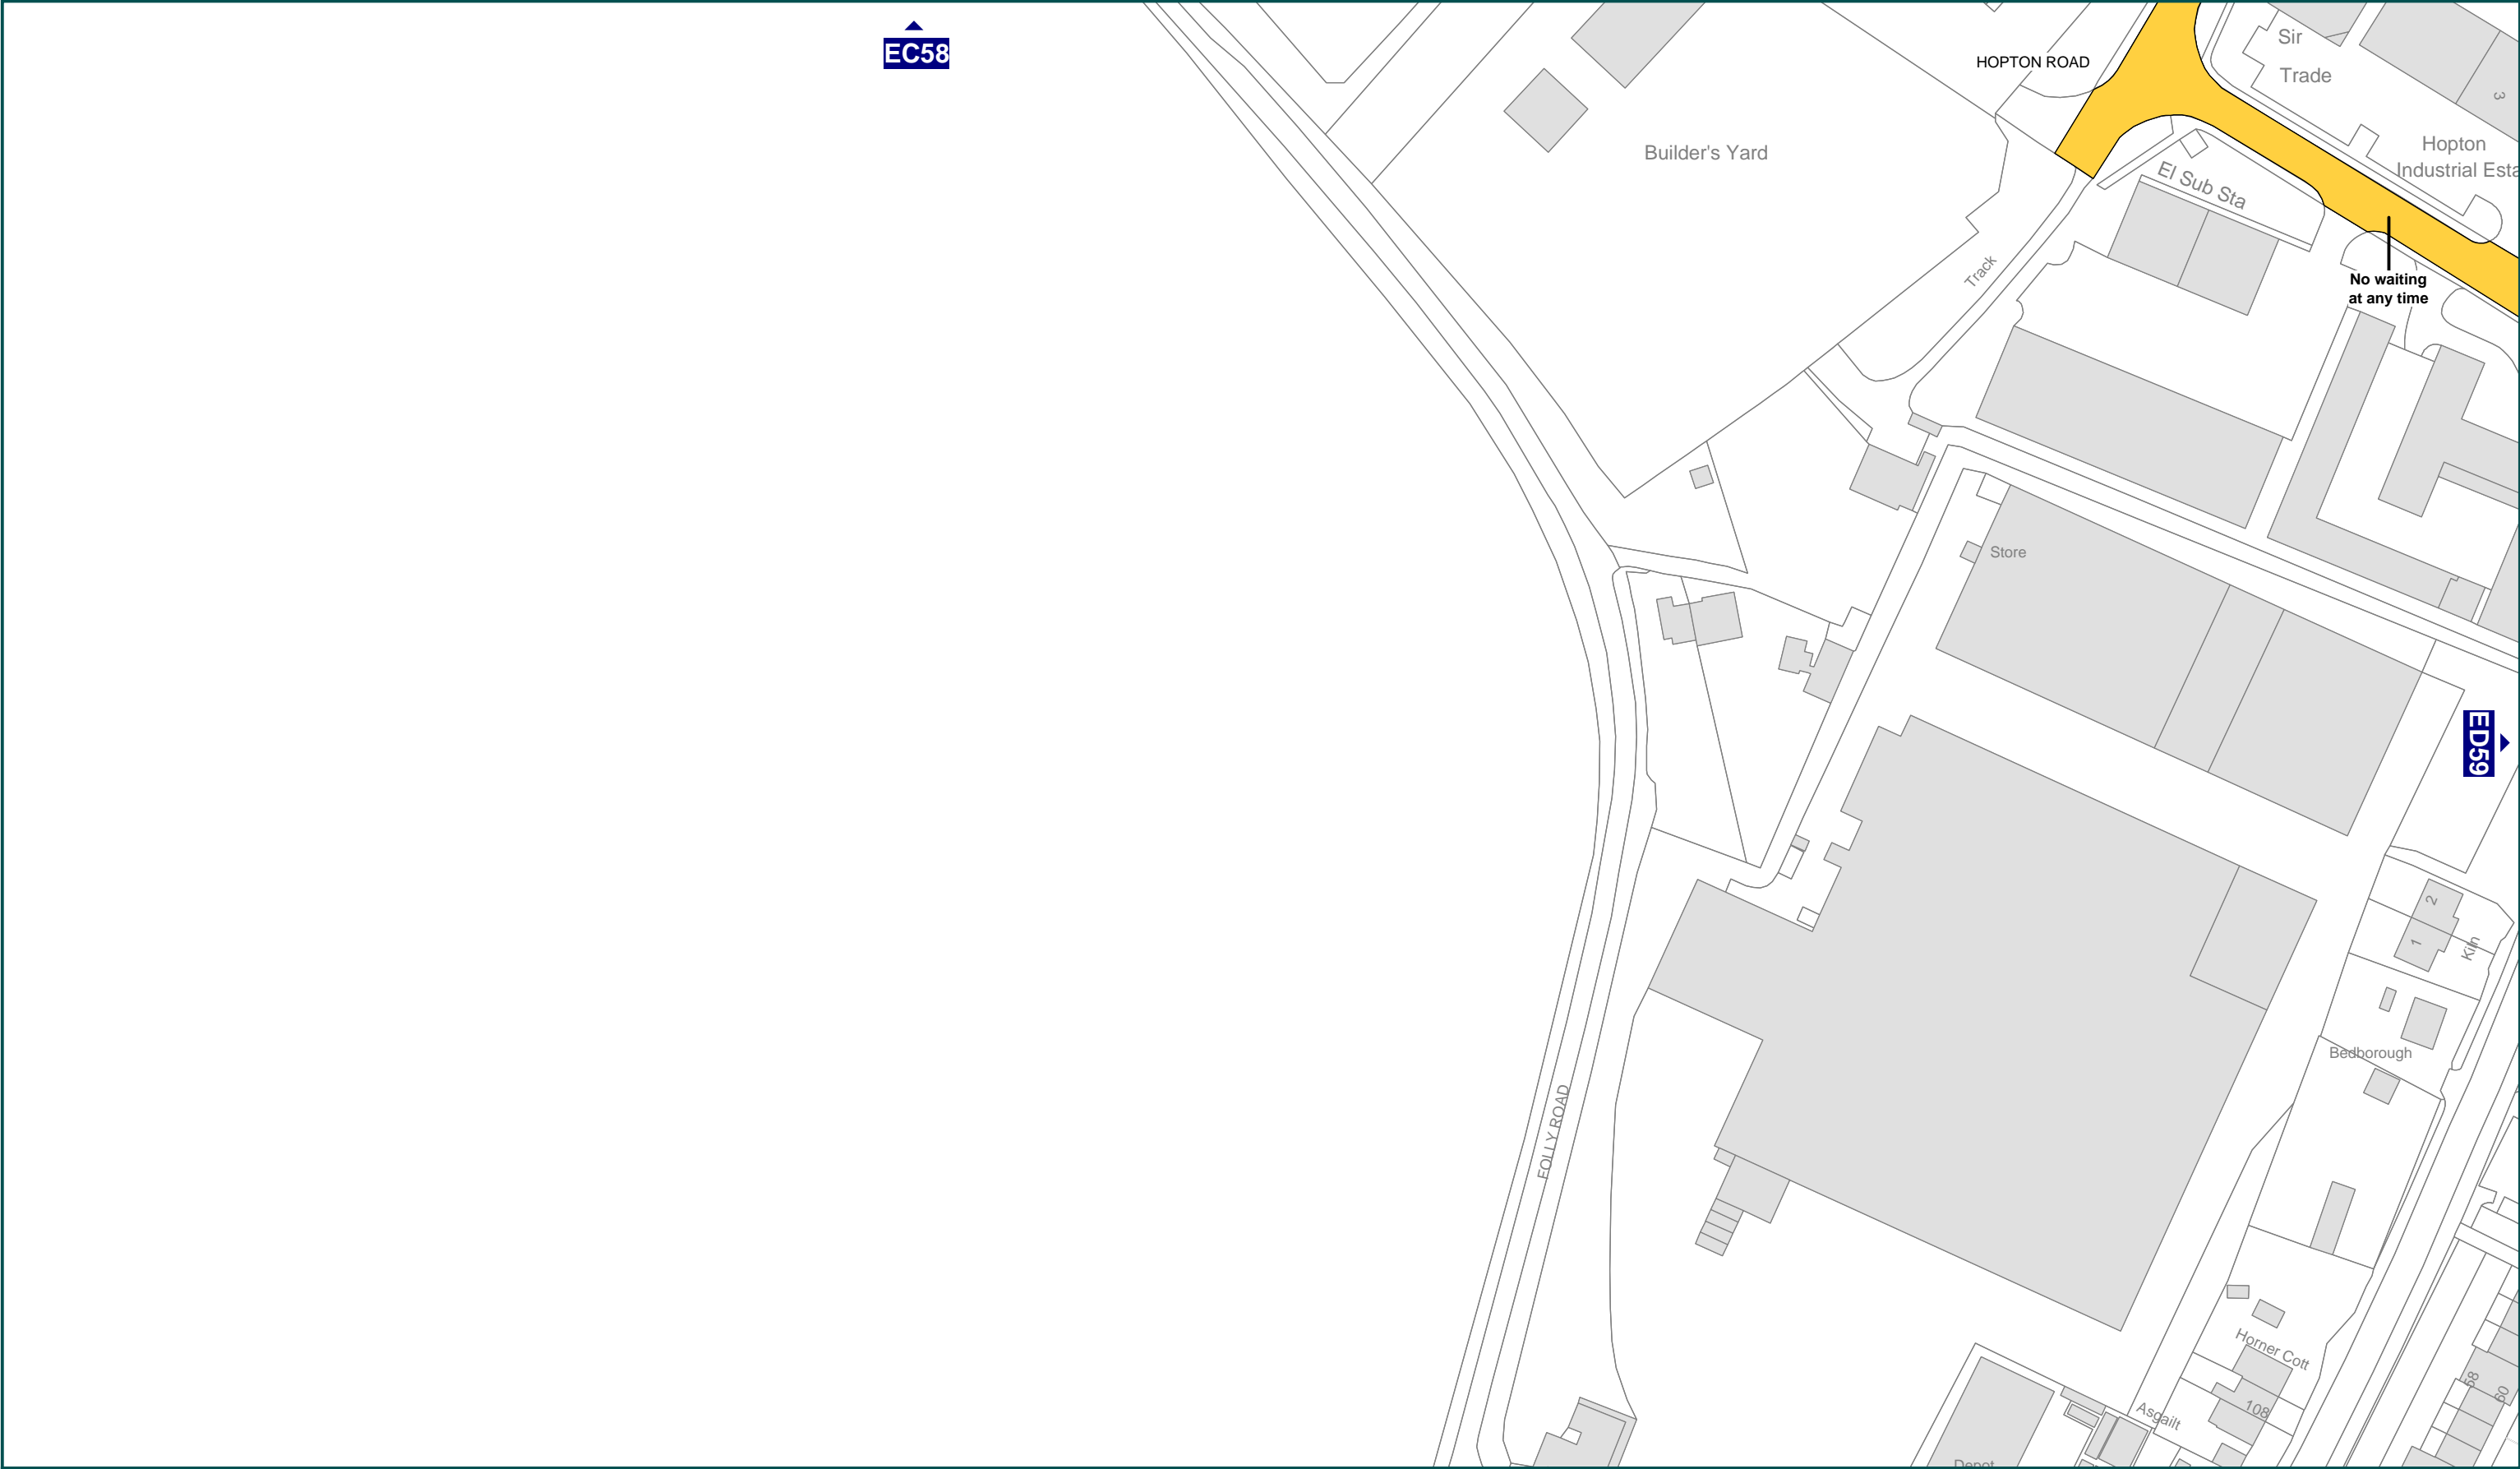 EC58
HOPTON ROAD
Sir
Trade
3
Hopton
Industrial Esta
Builder's Yard
El Sub Sta
Track
No waiting
at any time
Store
ED59
2
1
Kiln
Bedborough
FOLLY ROAD
Horner Cott
108
Asgailt
58
60
Depot